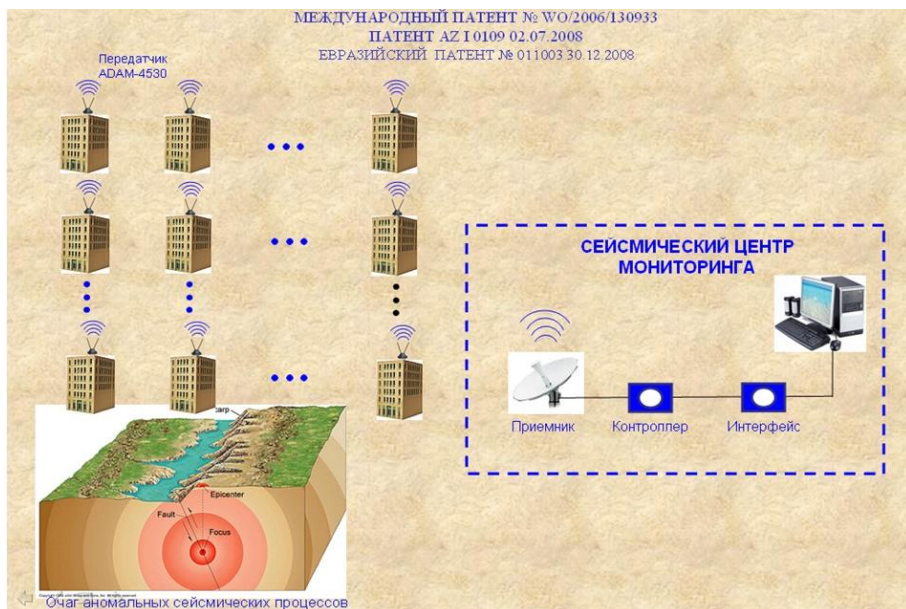 МЕЖДУНАРОДНЫЙ ПАТЕНТ № WO/2006/130933
ПАТЕНТ AZ I 0109 02.07.2008
ЕВРАЗИЙСКИЙ ПАТЕНТ № 011003 30.12.2008
Передатчик
ADAM-4530
СЕЙСМИЧЕСКИЙ ЦЕНТР
МОНИТОРИНГА
Приемник
Контроллер
Интерфейс
carp
Epicenter
Fault
Focus
Очаг аномальных сейсмических процессов